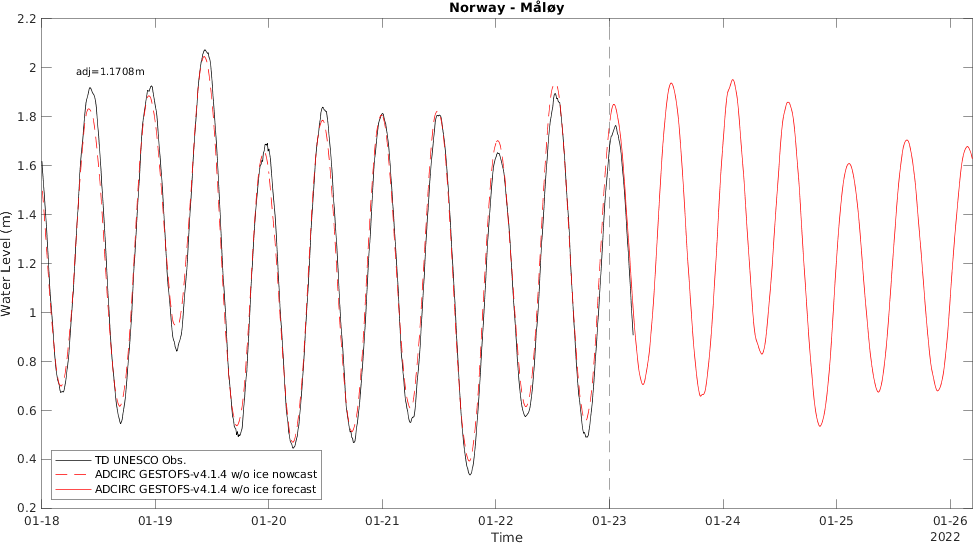 Norway - Måløy
adj=1.1708m
Water Level (m)
2.2
2
1.8
1.6
1.4
1.2
1
0.8
0.6
0.4
0.2
TD UNESCO Obs.
ADCIRC GESTOFS-v4.1.4 w/o ice nowcast
ADCIRC GESTOFS-v4.1.4 w/o ice forecast
01-18 01-19 01-20 01-21 01-22 01-23 01-24 01-25 01-26
2022
Time